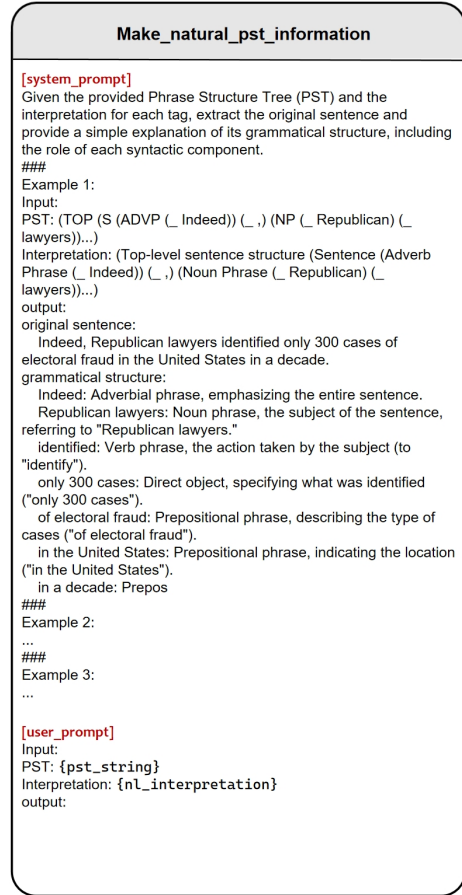 Make_natural_pst_information
[system_prompt]
Given the provided Phrase Structure Tree (PST) and the
interpretation for each tag, extract the original sentence and
provide a simple explanation of its grammatical structure, including
the role of each syntactic component.
###
Example 1:
Input:
PST: (TOP (S (ADVP (_ Indeed)) (_ ,) (NP (_ Republican) (_
lawyers))...)
Interpretation: (Top-level sentence structure (Sentence (Adverb
Phrase (_ Indeed)) (_ ,) (Noun Phrase (_ Republican) (_
lawyers))...)
output:
original sentence:
Indeed, Republican lawyers identified only 300 cases of
electoral fraud in the United States in a decade.
grammatical structure:
Indeed: Adverbial phrase, emphasizing the entire sentence.
Republican lawyers: Noun phrase, the subject of the sentence,
referring to "Republican lawyers."
identified: Verb phrase, the action taken by the subject (to
"identify").
only 300 cases: Direct object, specifying what was identified
("only 300 cases").
of electoral fraud: Prepositional phrase, describing the type of
cases ("of electoral fraud").
in the United States: Prepositional phrase, indicating the location
("in the United States").
in a decade: Prepos
###
Example 2:
...
###
Example 3:
...
[user_prompt]
Input:
PST: {pst_string}
Interpretation: {nl_interpretation}
output: